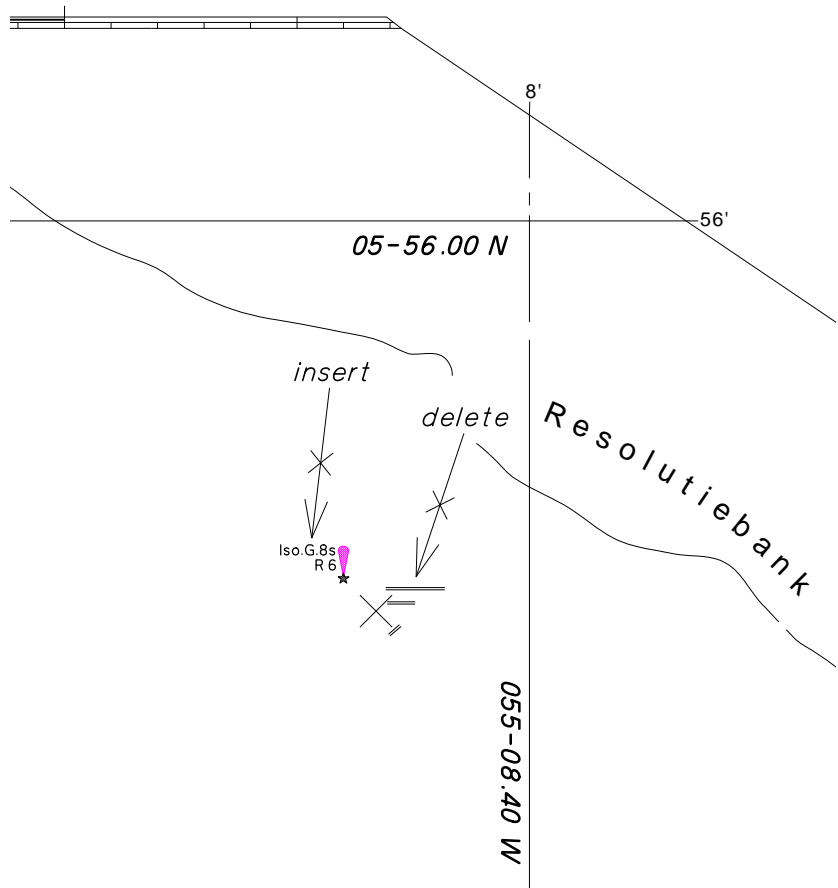 8'
56'
05-56.00 N
insert
delete
Resolutiebank
Iso.G.8s
R 6
055-08.40 W